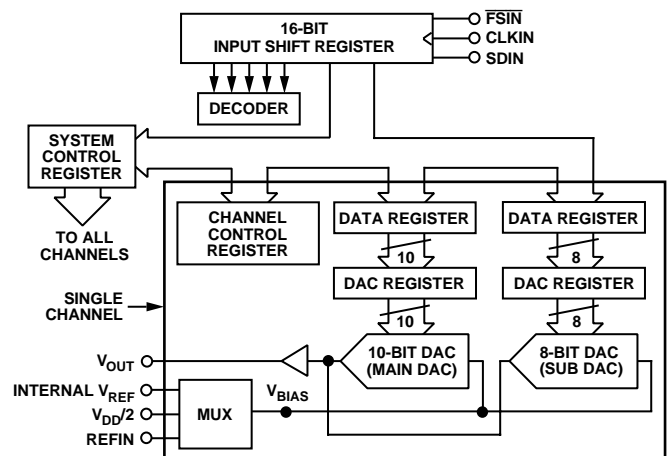 16-BIT
INPUT SHIFT REGISTER
FSIN
CLKIN
SDIN
DECODER
SYSTEM
CONTROL
REGISTER
TO ALL
CHANNELS
CHANNEL
CONTROL
REGISTER
DATA REGISTER
DATA REGISTER
10
8
DAC REGISTER
DAC REGISTER
10
8
SINGLE
CHANNEL
10-BIT DAC
(MAIN DAC)
8-BIT DAC
(SUB DAC)
VOUT
INTERNAL VREF
VDD/2
REFIN
MUX
VBIAS